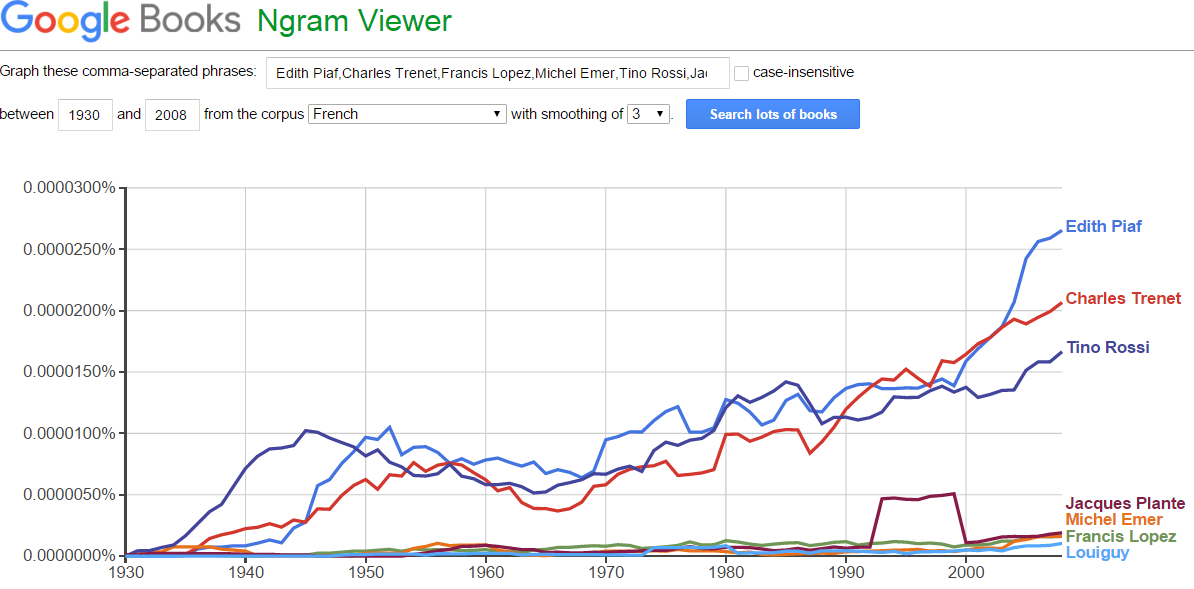 Google Books Ngram Viewer
Graph these comma-separated phrases: Edith Piaf,Charles Trenet,Francis Lopez,Michel Emer,Tino Rossi,Jac case-insensitive
between 1930 and 2008 from the corpus French with smoothing of 3 . Search lots of books
0.0000300%
Edith Piaf
0.0000250%
0.0000200%
Charles Trenet
Tino Rossi
0.0000150%
0.0000100%
0.0000050%
Jacques Plante
Michel Emer
Francis Lopez
0.0000000%
Louiguy
1930 1940 1950 1960 1970 1980 1990 2000